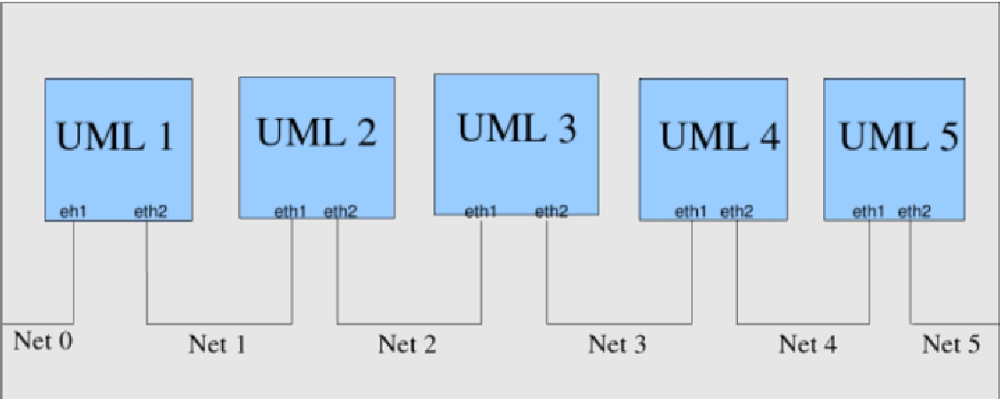 UML 1
UML 2
UML 3
UML 4
UML 5
eh1 eth2
eth1 eth2
eth1 eth2
eth1 eth2
eth1 eth2
Net 0
Net 1
Net 2
Net 3
Net 4
Net 5